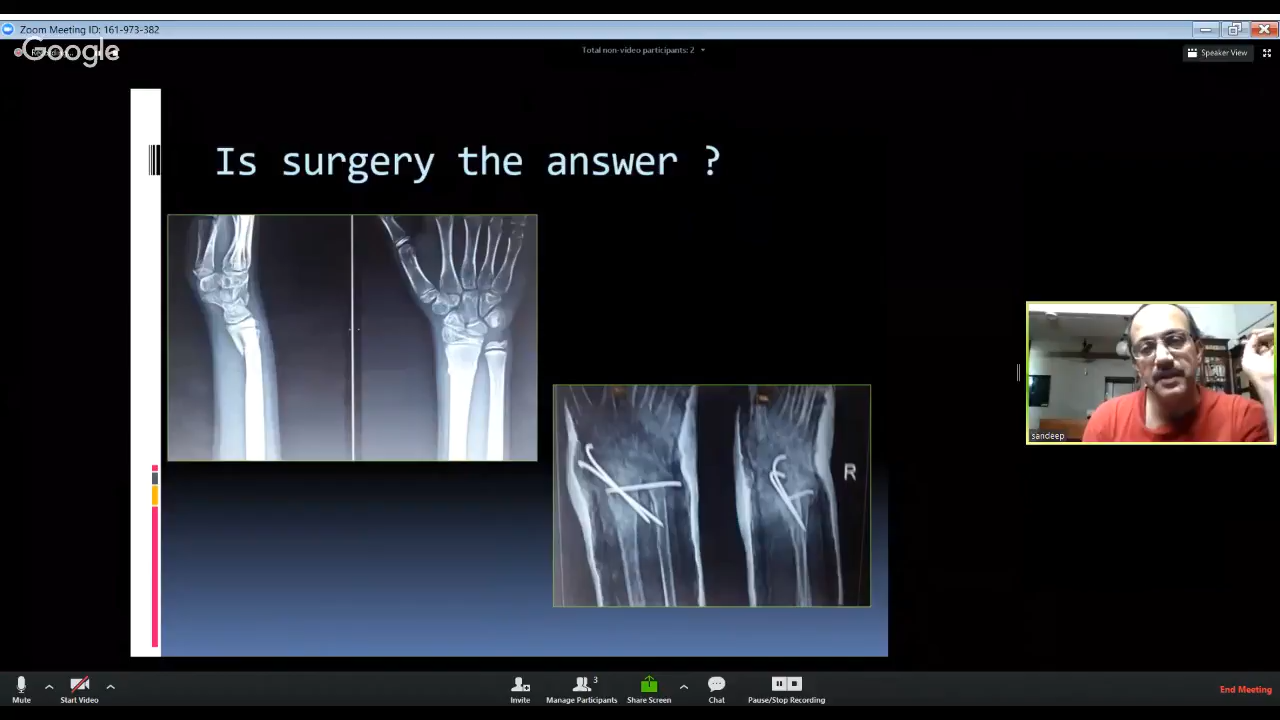 Zoom Meeting ID: 161-973-382
Google
Total non-video participants: 2
Speaker View
Is surgery the answer ?
R
sandeep
Mute
Start Video
Invite
3
Manage Participants
Share Screen
Chat
Pause/Stop Recording
End Meeting